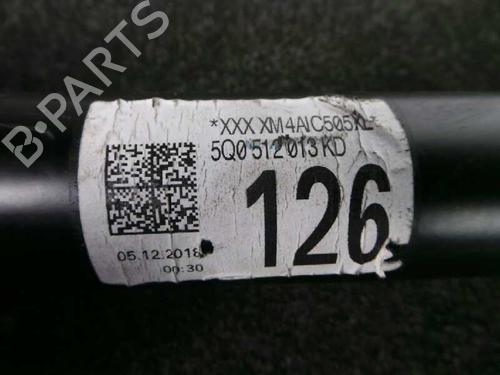 *XXX XM4AIC505XL*
5Q0 512 013 KD
126
05.12.2018
00:30
B-PARTS